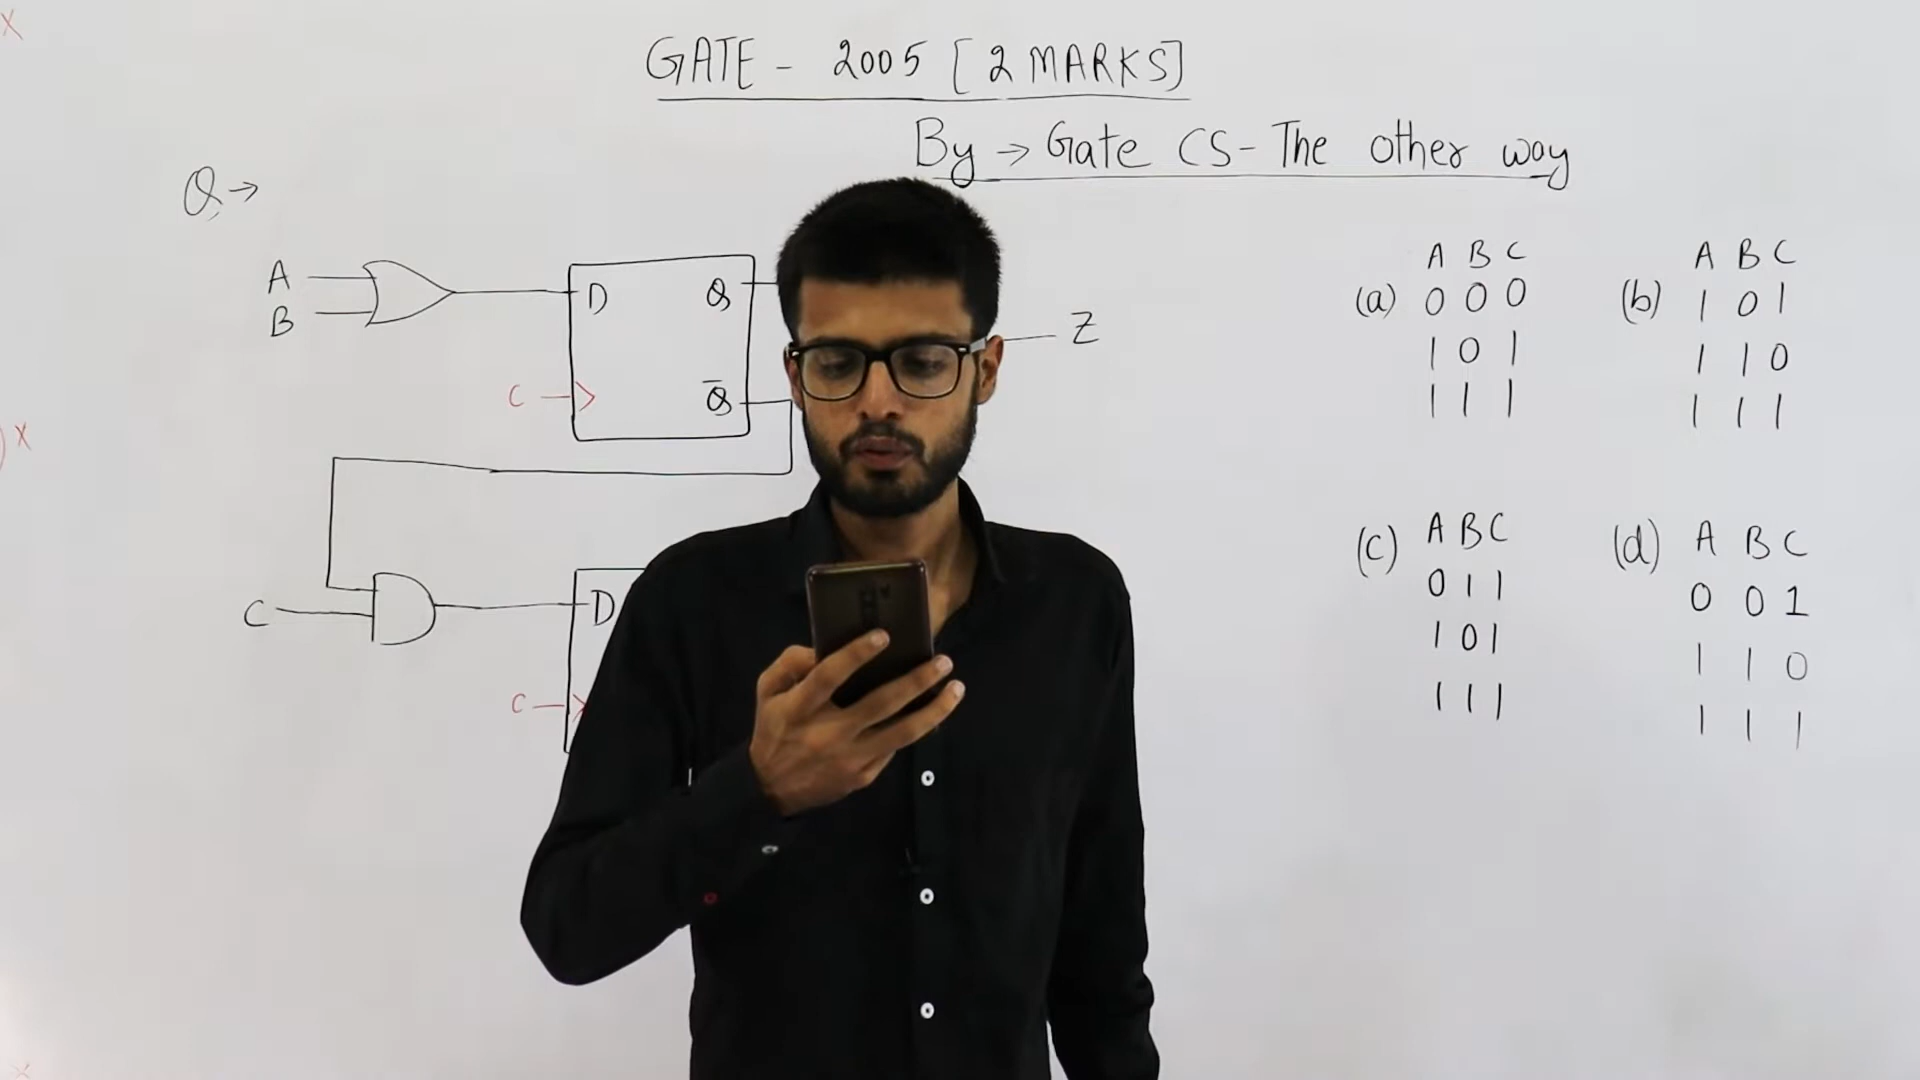 GATE - 2005 [2 MARKS]
By → Gate CS - The other way
Q →
A
B
D Q
C
Q̅
Z
C
D
C
A B C
(a) 0 0 0
1 0 1
1 1 1
A B C
(b) 1 0 1
1 1 0
1 1 1
A B C
(c)
0 1 1
1 0 1
1 1 1
(d) A B C
0 0 1
1 1 0
1 1 1
x
) x
x